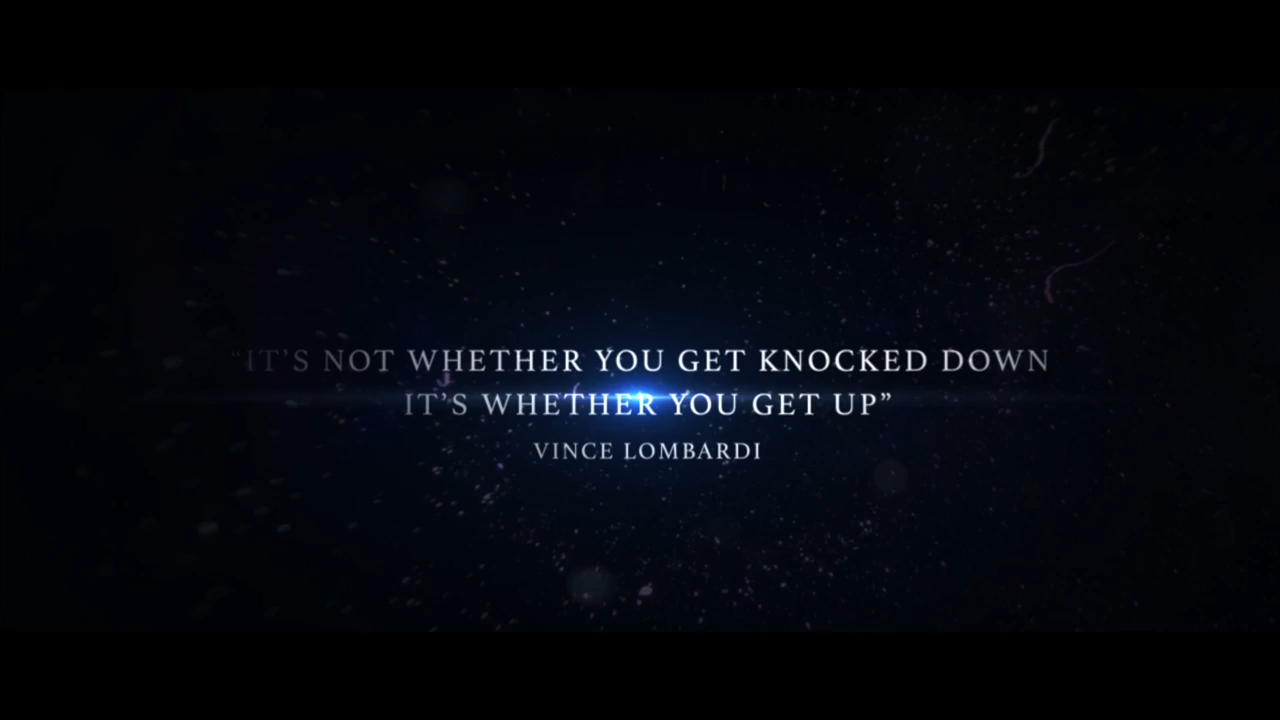 “IT’S NOT WHETHER YOU GET KNOCKED DOWN
IT’S WHETHER YOU GET UP”
VINCE LOMBARDI